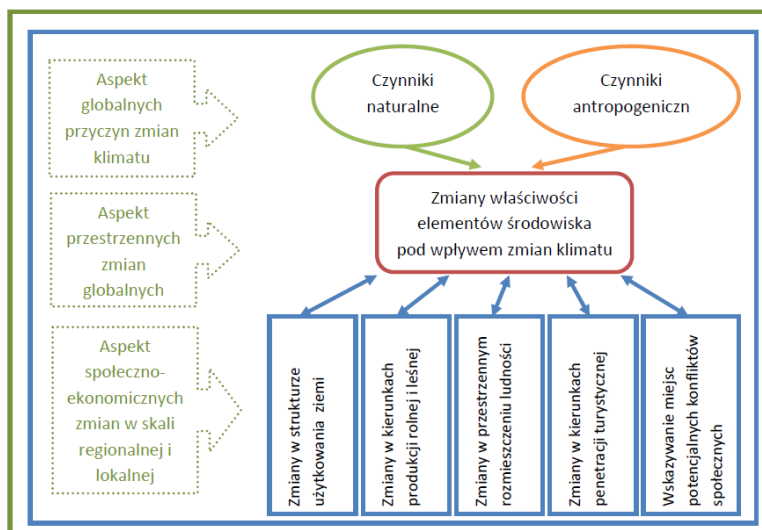 Aspekt
globalnych
przyczyn zmian
klimatu
Czynniki
naturalne
Czynniki
antropogeniczn
Aspekt
przestrzennych
zmian
globalnych
Zmiany właściwości
elementów środowiska
pod wpływem zmian klimatu
Aspekt
społeczno-
ekonomicznych
zmian w skali
regionalnej i
lokalnej
Zmiany w strukturze
użytkowania ziemi
Zmiany w kierunkach
produkcji rolnej i leśnej
Zmiany w przestrzennym
rozmieszczeniu ludności
Zmiany w kierunkach
penetracji turystycznej
Wskazywanie miejsc
potencjalnych konfliktów
społecznych